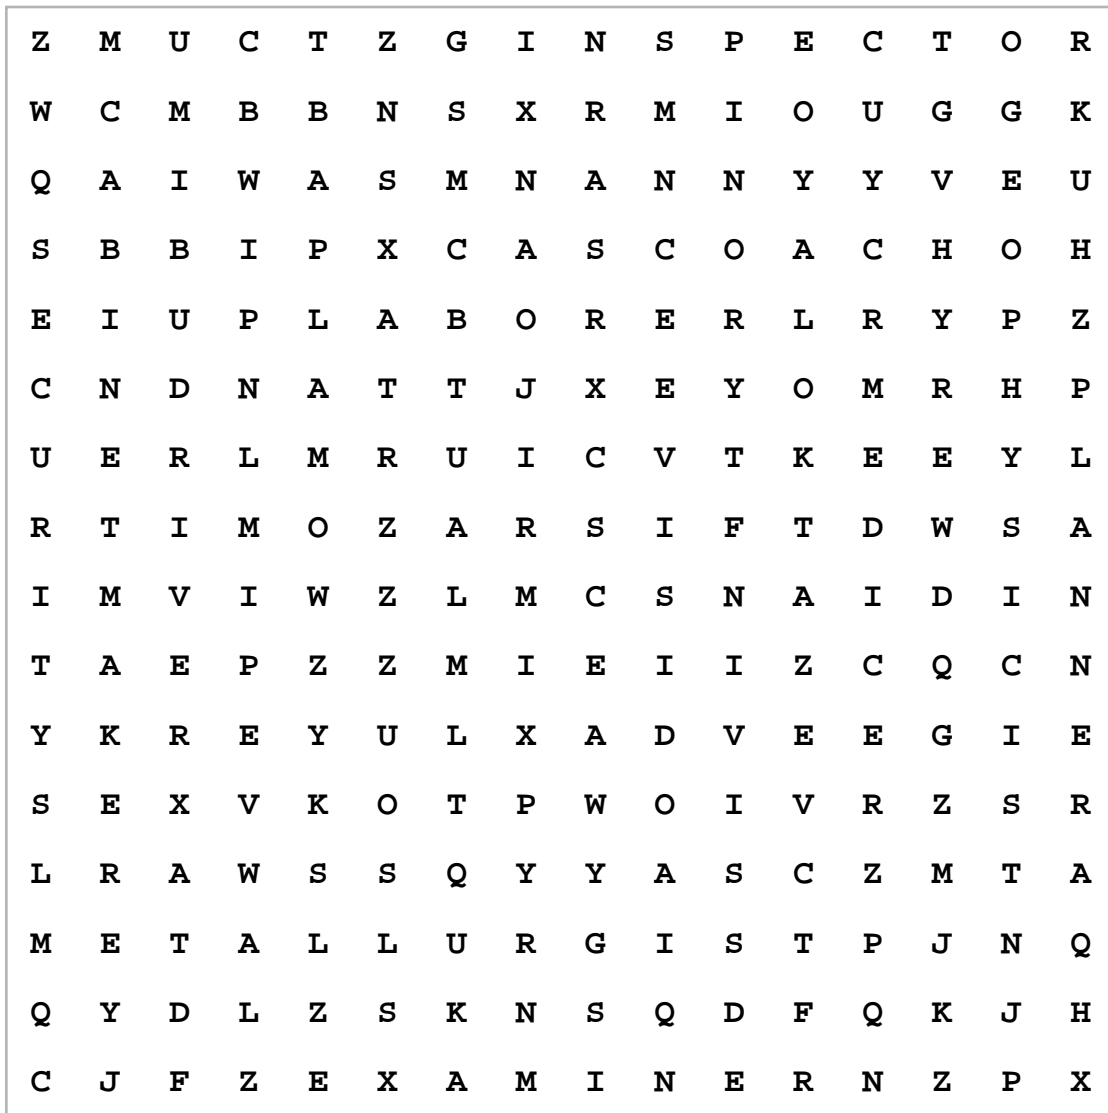 Z M U C T Z G I N S P E C T O R
W C M B B N S X R M I O U G G K
Q A I W A S M N A N N Y Y V E U
S B B I P X C A S C O A C H O H
E I U P L A B O R E R L R Y P Z
C N D N A T T J X E Y O M R H P
U E R L M R U I C V T K E E Y L
R T I M O Z A R S I F T D W S A
I M V I W Z L M C S N A I D I N
T A E P Z Z M I E I I Z C Q C N
Y K R E Y U L X A D V E E G I E
S E X V K O T P W O I V R Z S R
L R A W S S Q Y Y A S C Z M T A
M E T A L L U R G I S T P J N Q
Q Y D L Z S K N S Q D F Q K J H
C J F Z E X A M I N E R N Z P X